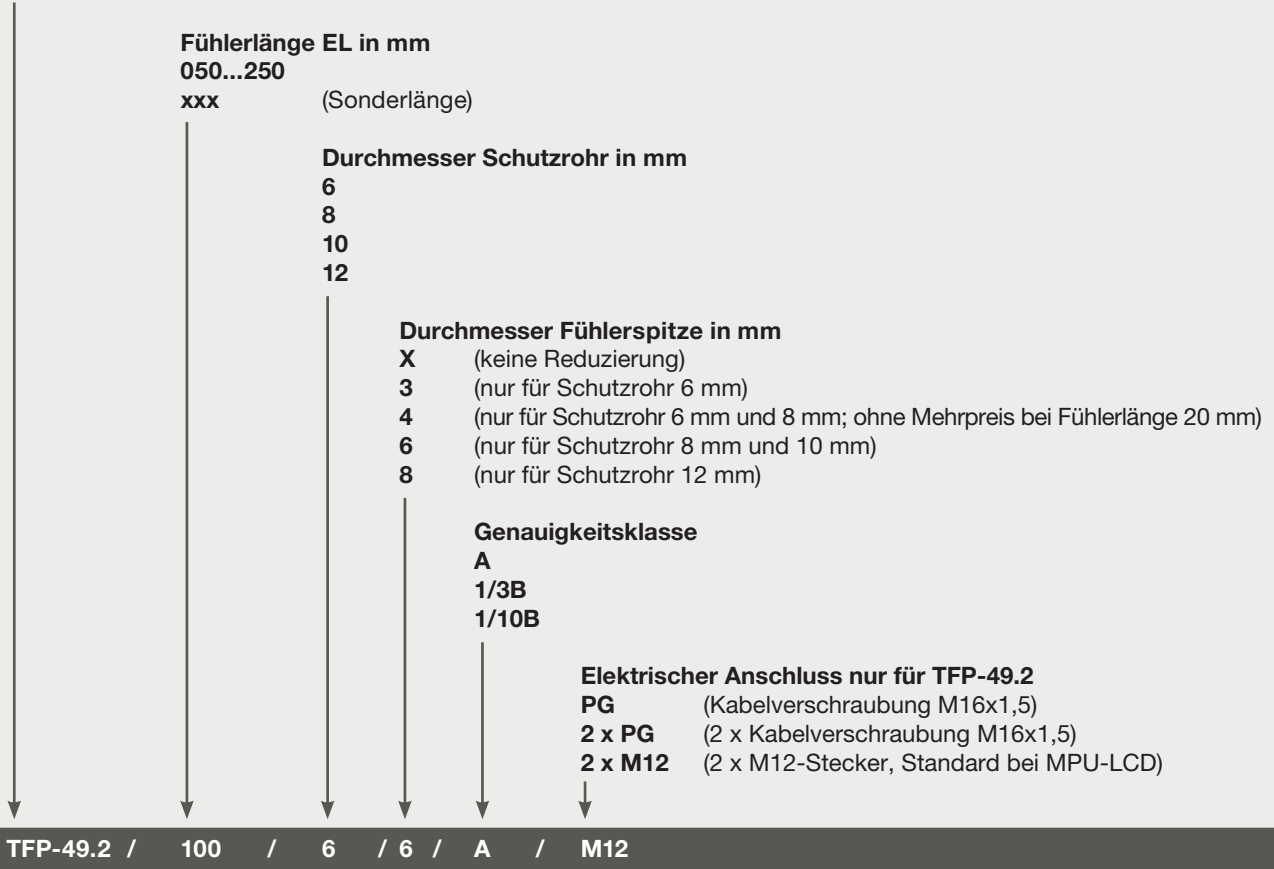 Fühlerlänge EL in mm
050...250
xxx (Sonderlänge)
Durchmesser Schutzrohr in mm
6
8
10
12
Durchmesser Fühlerspitze in mm
X (keine Reduzierung)
3 (nur für Schutzrohr 6 mm)
4 (nur für Schutzrohr 6 mm und 8 mm; ohne Mehrpreis bei Fühlerlänge 20 mm)
6 (nur für Schutzrohr 8 mm und 10 mm)
8 (nur für Schutzrohr 12 mm)
Genauigkeitsklasse
A
1/3B
1/10B
Elektrischer Anschluss nur für TFP-49.2
PG (Kabelverschraubung M16x1,5)
2 x PG (2 x Kabelverschraubung M16x1,5)
2 x M12 (2 x M12-Stecker, Standard bei MPU-LCD)
TFP-49.2 / 100 / 6 / 6 / A / M12